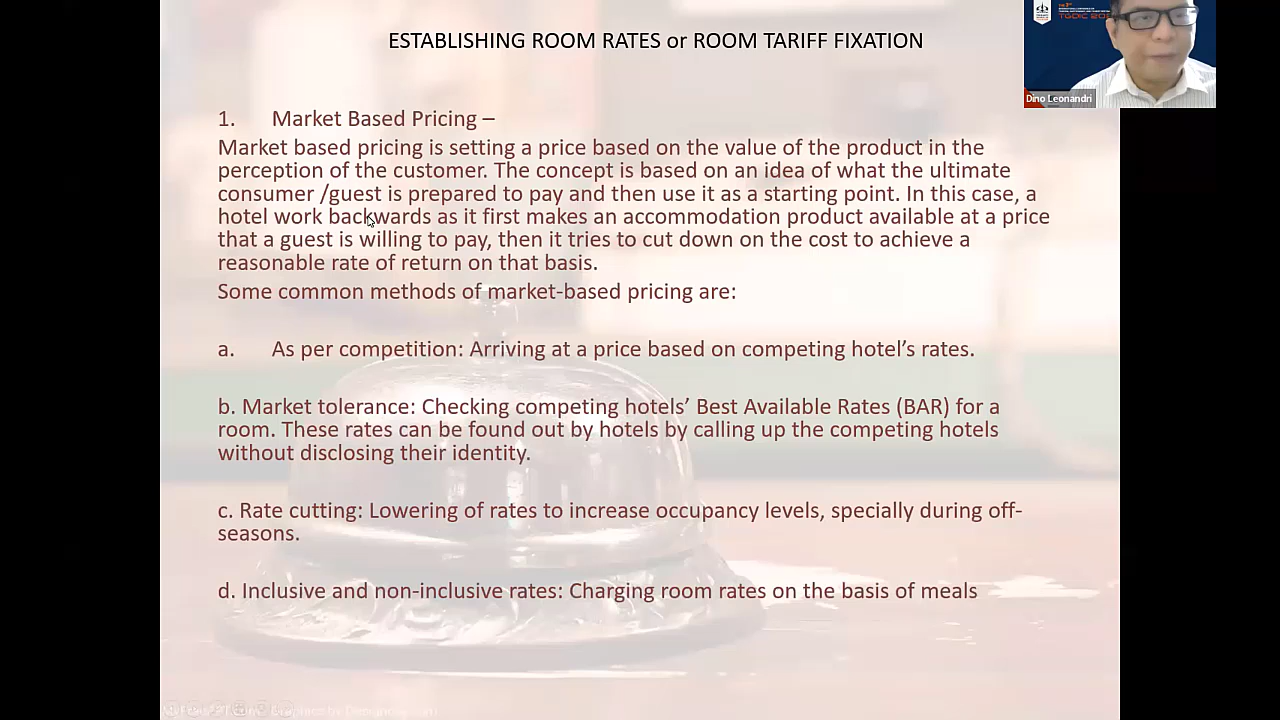 ESTABLISHING ROOM RATES or ROOM TARIFF FIXATION
Dino Leonandri
1. Market Based Pricing –
Market based pricing is setting a price based on the value of the product in the
perception of the customer. The concept is based on an idea of what the ultimate
consumer /guest is prepared to pay and then use it as a starting point. In this case, a
hotel work backwards as it first makes an accommodation product available at a price
that a guest is willing to pay, then it tries to cut down on the cost to achieve a
reasonable rate of return on that basis.
Some common methods of market-based pricing are:
a. As per competition: Arriving at a price based on competing hotel’s rates.
b. Market tolerance: Checking competing hotels’ Best Available Rates (BAR) for a
room. These rates can be found out by hotels by calling up the competing hotels
without disclosing their identity.
c. Rate cutting: Lowering of rates to increase occupancy levels, specially during off-
seasons.
d. Inclusive and non-inclusive rates: Charging room rates on the basis of meals